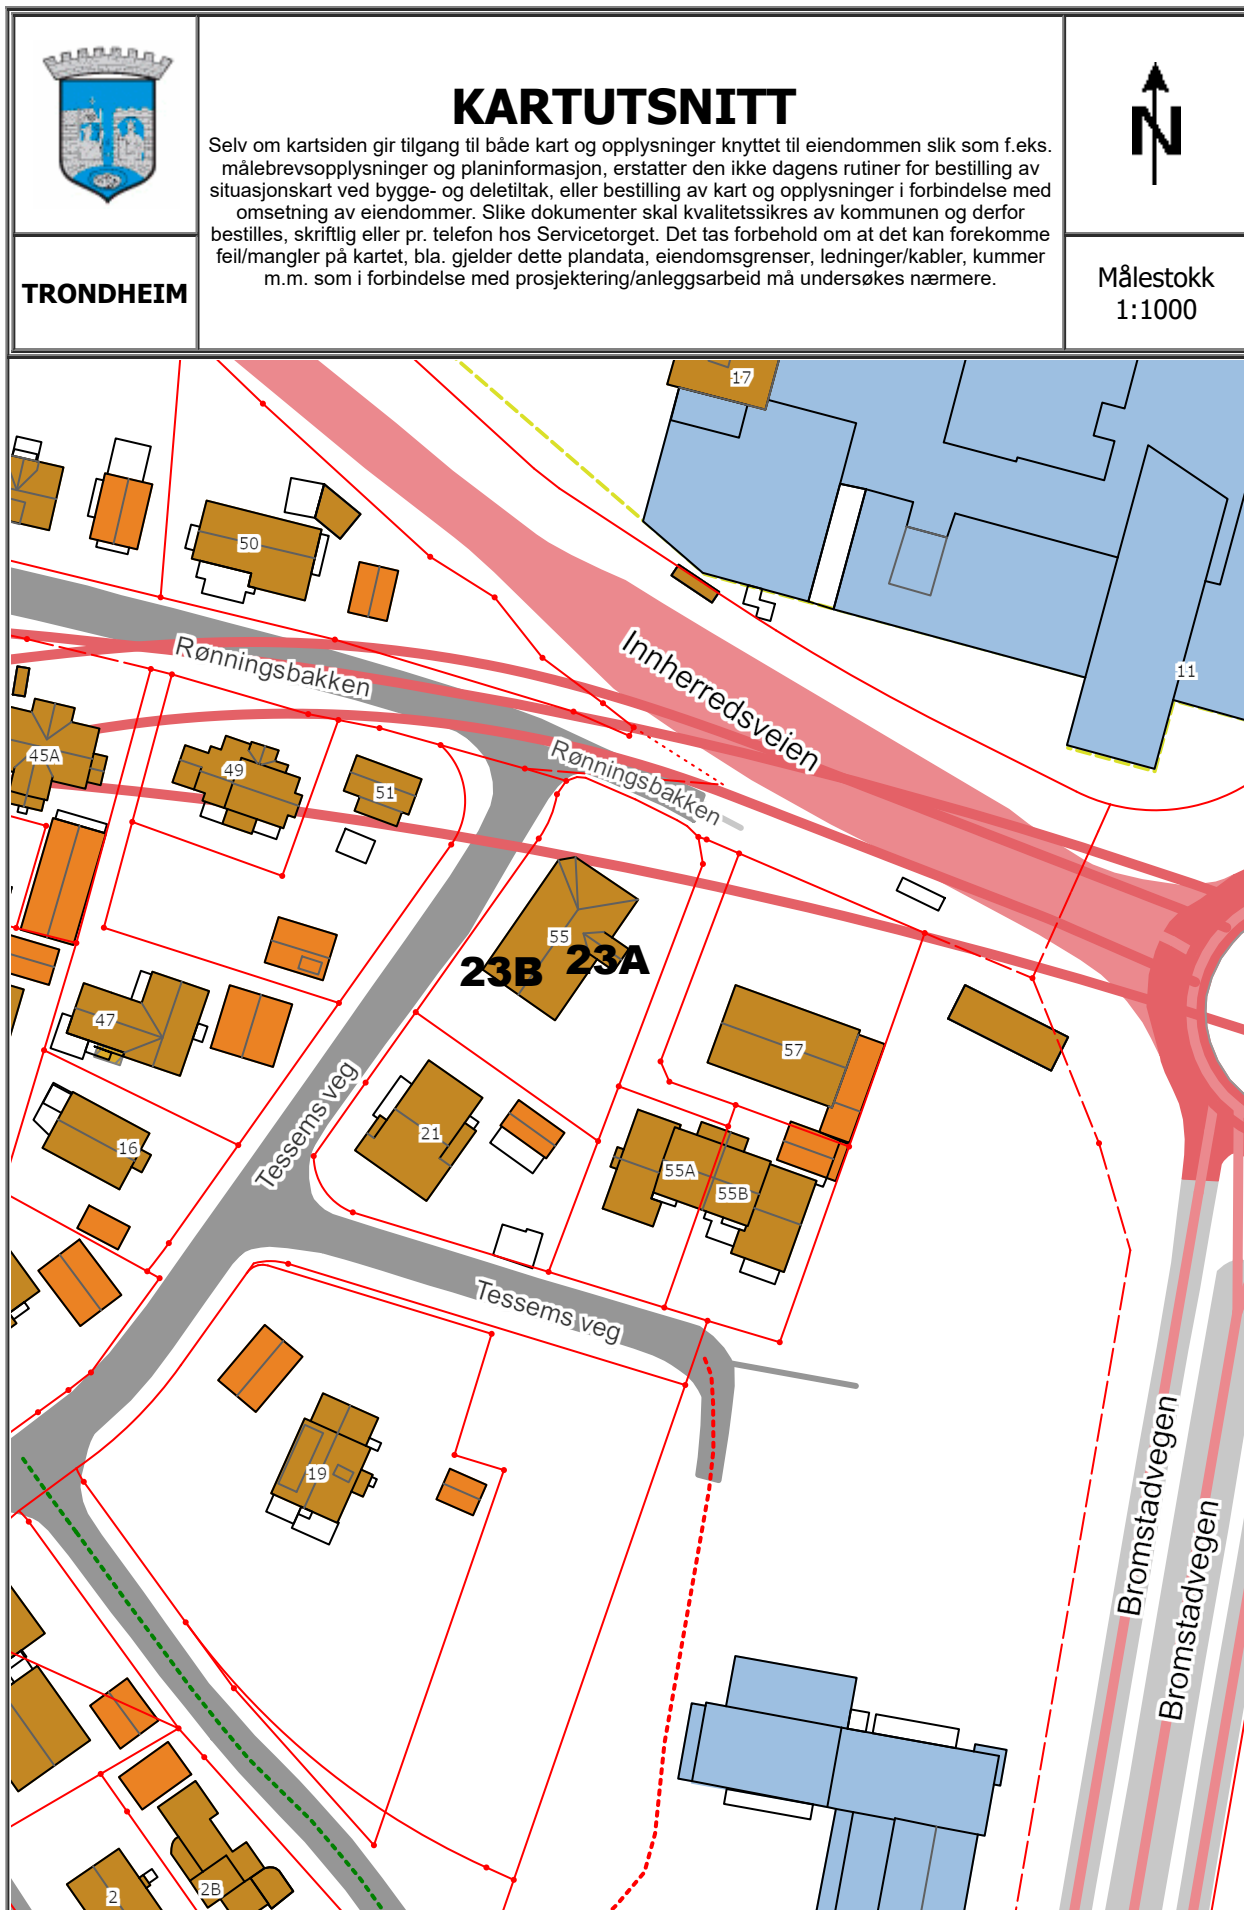 KARTUTSNITT
Selv om kartsiden gir tilgang til både kart og opplysninger knyttet til eiendommen slik som f.eks.
målebrevsopplysninger og planinformasjon, erstatter den ikke dagens rutiner for bestilling av
situasjonskart ved bygge- og deletiltak, eller bestilling av kart og opplysninger i forbindelse med
omsetning av eiendommer. Slike dokumenter skal kvalitetssikres av kommunen og derfor
bestilles, skriftlig eller pr. telefon hos Servicetorget. Det tas forbehold om at det kan forekomme
feil/mangler på kartet, bla. gjelder dette plandata, eiendomsgrenser, ledninger/kabler, kummer
m.m. som i forbindelse med prosjektering/anleggsarbeid må undersøkes nærmere.
TRONDHEIM
N
Målestokk
1:1000
17
50
Rønningsbakken
Innherredsveien
11
45A
49
51
Rønningsbakken
55
23B
23A
47
57
Tessems veg
21
16
55A
55B
Tessems veg
19
Bromstadvegen
Bromstadvegen
2
2B